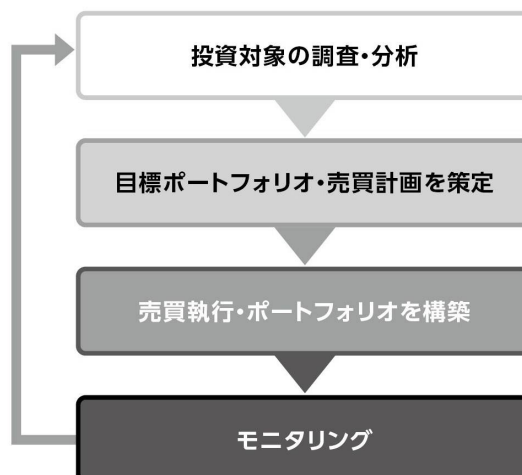 投資対象の調査・分析
目標ポートフォリオ・売買計画を策定
売買執行・ポートフォリオを構築
モニタリング